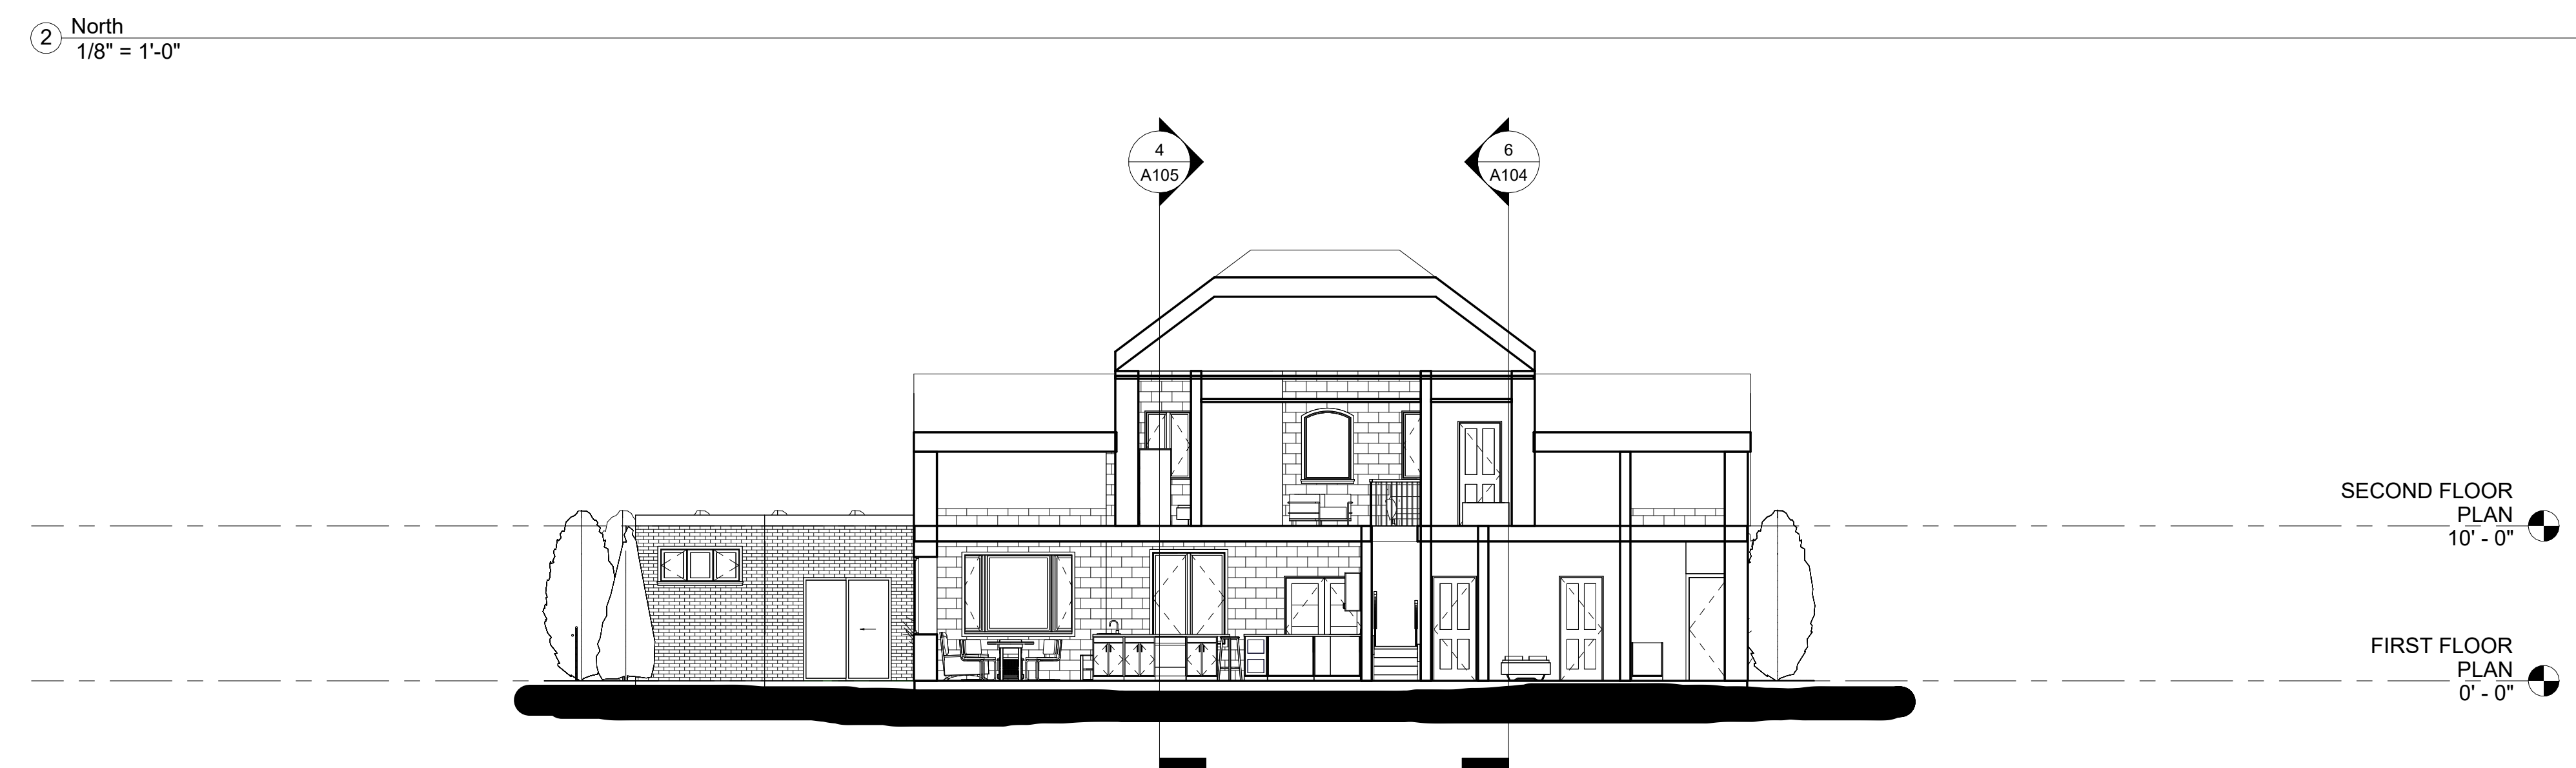 2
North
1/8" = 1'-0"
4
A105
6
A104
SECOND FLOOR
PLAN
10' - 0"
FIRST FLOOR
PLAN
0' - 0"